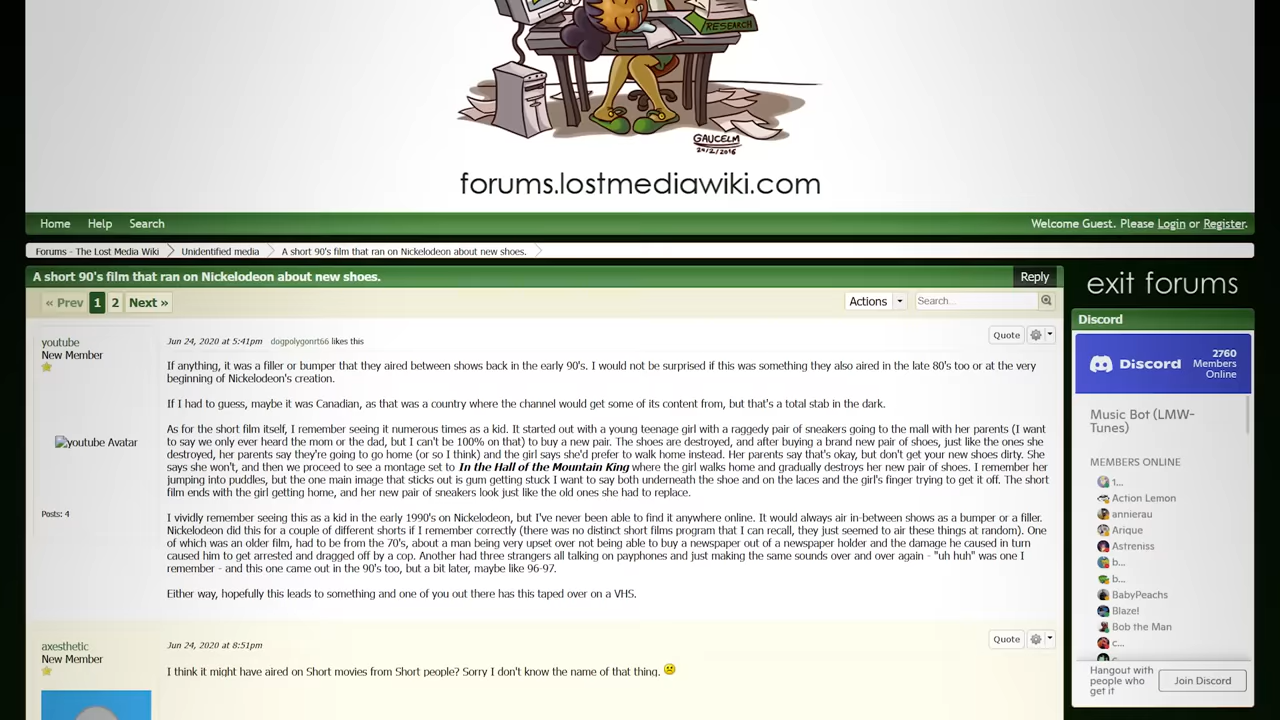 RESEARCH
GAUCELM
20/2/2016
forums.lostmediawiki.com
Home Help Search
Welcome Guest. Please Login or Register.
Forums - The Lost Media Wiki Unidentified media A short 90's film that ran on Nickelodeon about new shoes.
A short 90's film that ran on Nickelodeon about new shoes.
Reply
exit forums
« Prev 1 2 Next »
Actions
Search...
Discord
youtube
New Member
Jun 24, 2020 at 5:41pm dogpolygonrt66 likes this
Quote
Discord
2760
Members
Online
If anything, it was a filler or bumper that they aired between shows back in the early 90's. I would not be surprised if this was something they also aired in the late 80's too or at the very
beginning of Nickelodeon's creation.
If I had to guess, maybe it was Canadian, as that was a country where the channel would get some of its content from, but that's a total stab in the dark.
As for the short film itself, I remember seeing it numerous times as a kid. It started out with a young teenage girl with a raggedy pair of sneakers going to the mall with her parents (I want
to say we only ever heard the mom or the dad, but I can't be 100% on that) to buy a new pair. The shoes are destroyed, and after buying a brand new pair of shoes, just like the ones she
destroyed, her parents say they're going to go home (or so I think) and the girl says she'd prefer to walk home instead. Her parents say that's okay, but don't get your new shoes dirty. She
says she won't, and then we proceed to see a montage set to In the Hall of the Mountain King where the girl walks home and gradually destroys her new pair of shoes. I remember her
jumping into puddles, but the one main image that sticks out is gum getting stuck I want to say both underneath the shoe and on the laces and the girl's finger trying to get it off. The short
film ends with the girl getting home, and her new pair of sneakers look just like the old ones she had to replace.
youtube Avatar
Posts: 4
I vividly remember seeing this as a kid in the early 1990's on Nickelodeon, but I've never been able to find it anywhere online. It would always air in-between shows as a bumper or a filler.
Nickelodeon did this for a couple of different shorts if I remember correctly (there was no distinct short films program that I can recall, they just seemed to air these things at random). One
of which was an older film, had to be from the 70's, about a man being very upset over not being able to buy a newspaper out of a newspaper holder and the damage he caused in turn
caused him to get arrested and dragged off by a cop. Another had three strangers all talking on payphones and just making the same sounds over and over again - "uh huh" was one I
remember - and this one came out in the 90's too, but a bit later, maybe like 96-97.
Either way, hopefully this leads to something and one of you out there has this taped over on a VHS.
Music Bot (LMW-
Tunes)
MEMBERS ONLINE
1...
Action Lemon
annierau
Arique
Astreniss
b...
b...
BabyPeachs
Blaze!
Bob the Man
c...
c...
Hangout with
people who
get it
Join Discord
axesthetic
New Member
Jun 24, 2020 at 8:51pm
Quote
I think it might have aired on Short movies from Short people? Sorry I don't know the name of that thing.